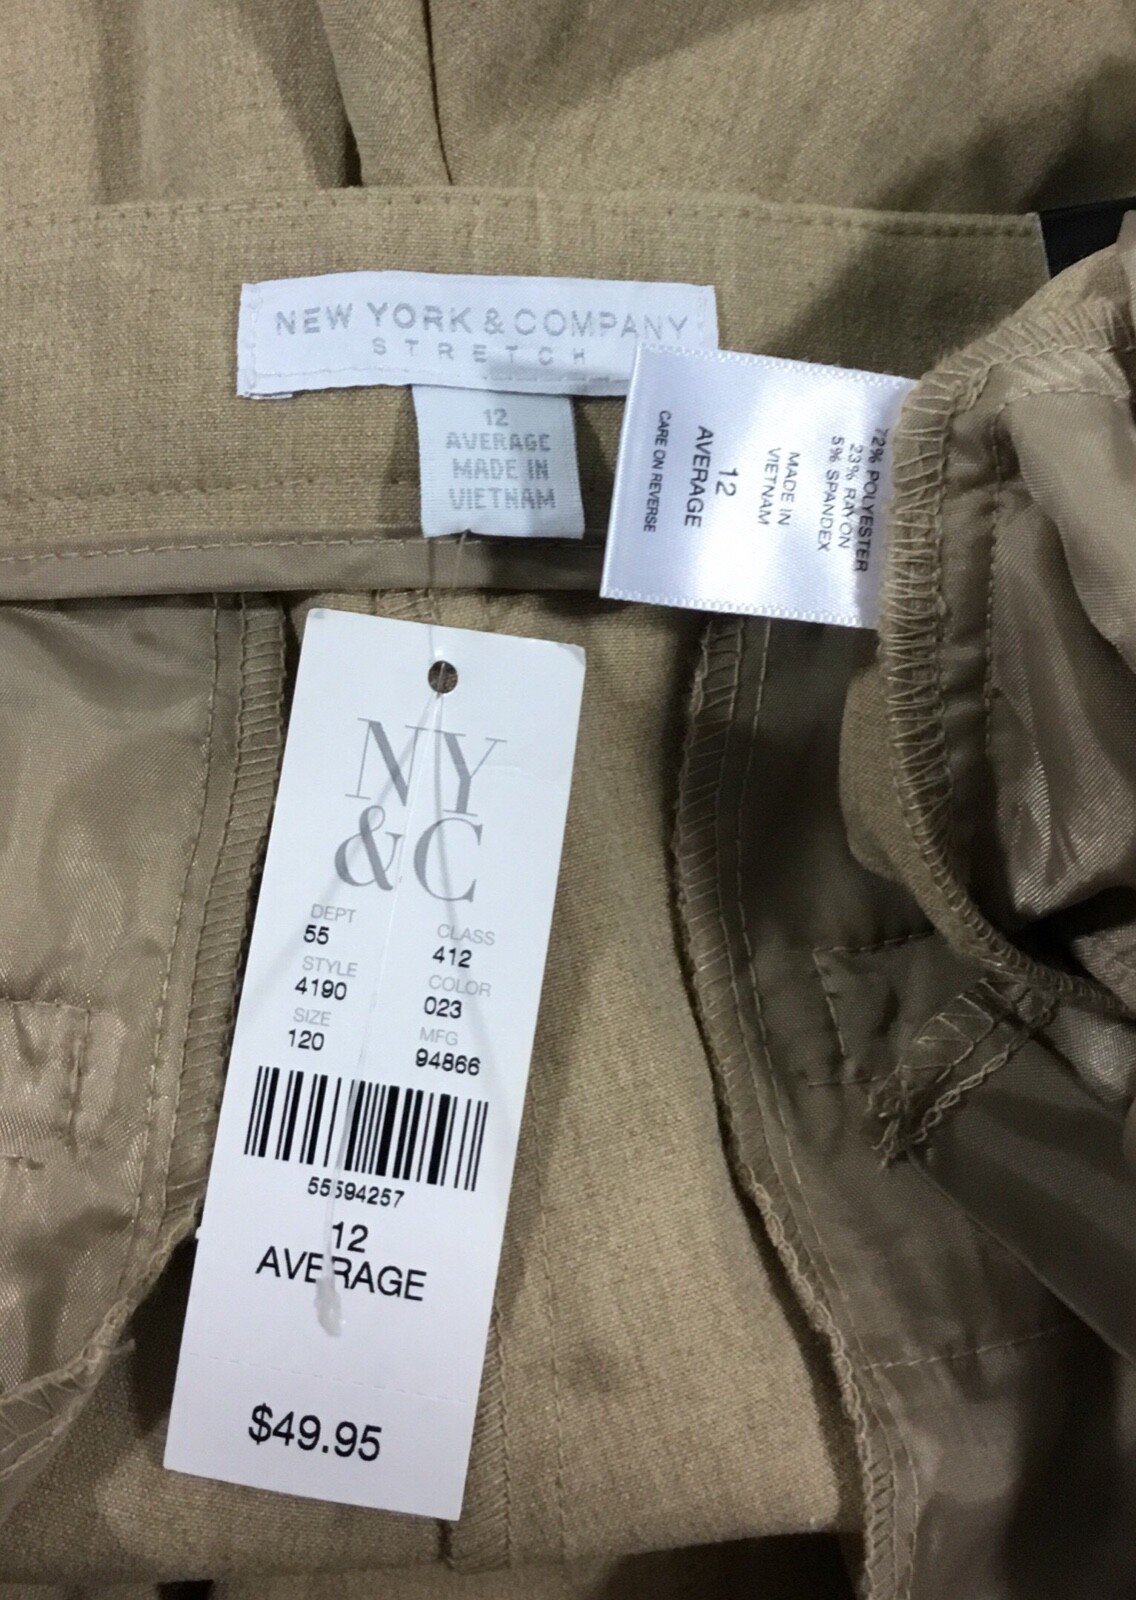 NEW YORK & COMPANY
STRETCH
12
AVERAGE
MADE IN
VIETNAM
72% POLYESTER
23% RAYON
5% SPANDEX
MADE IN
VIETNAM
12
AVERAGE
CARE ON REVERSE
NY
&C
DEPT
55
CLASS
412
STYLE
4190
COLOR
023
SIZE
120
MFG
94866
55594257
12
AVERAGE
$49.95